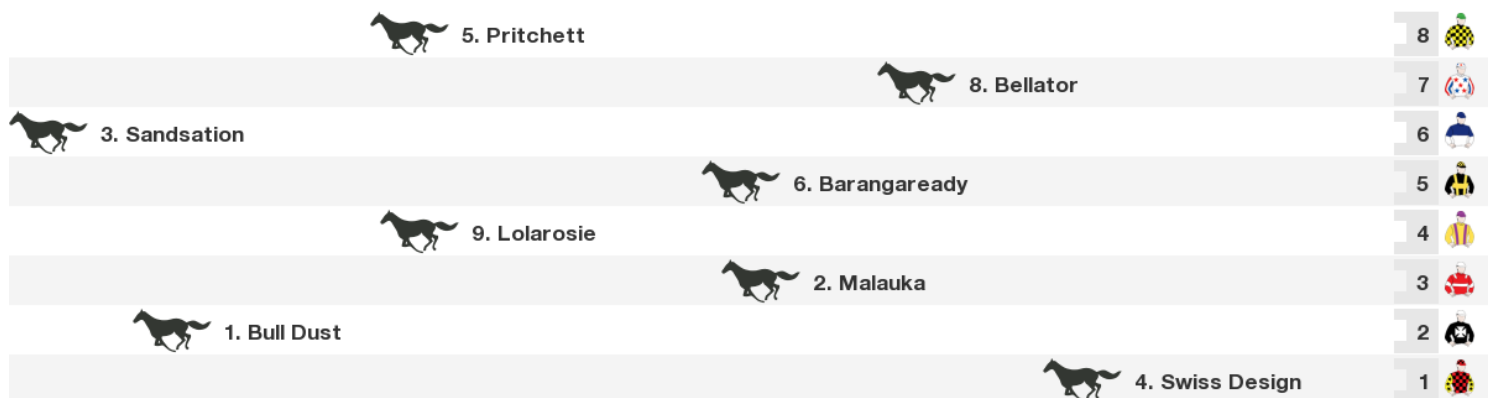 5. Pritchett 8
8. Bellator 7
3. Sandsation 6
6. Barangaready 5
9. Lolarosie 4
2. Malauka 3
1. Bull Dust 2
4. Swiss Design 1